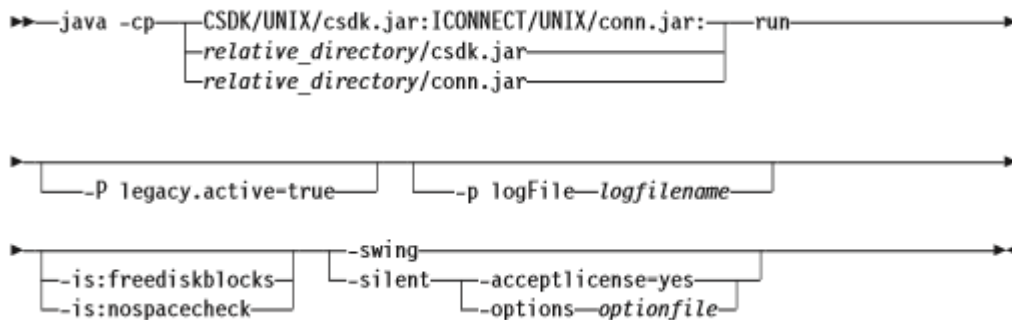 java -cp CSDK/UNIX/csdk.jar:ICONNECT/UNIX/conn.jar: run
relative_directory/csdk.jar
relative_directory/conn.jar
-P legacy.active=true -p logFile logfilename
-swing
-is:freediskblocks -silent -acceptlicense=yes
-is:nospacecheck -options optionfile